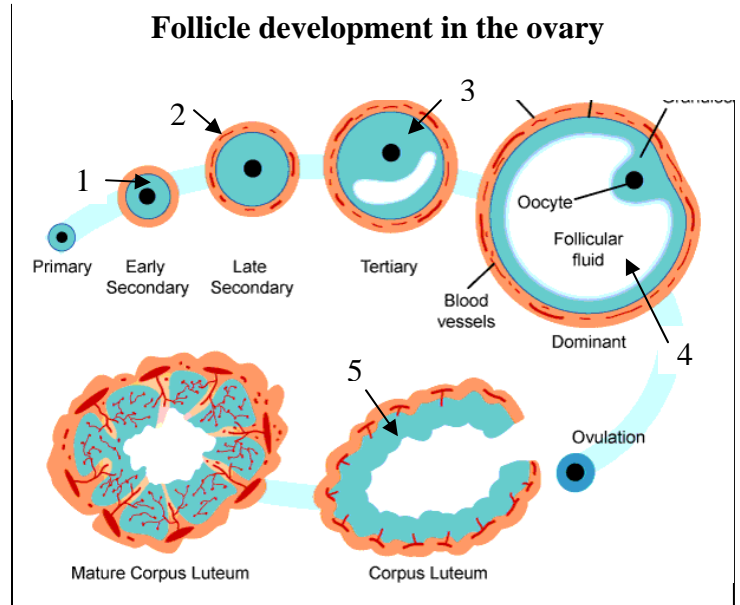 Follicle development in the ovary
3
2
1
Oocyte
Follicular
fluid
Primary
Early
Secondary
Late
Secondary
Tertiary
Blood
vessels
Dominant
4
5
Ovulation
Mature Corpus Luteum
Corpus Luteum